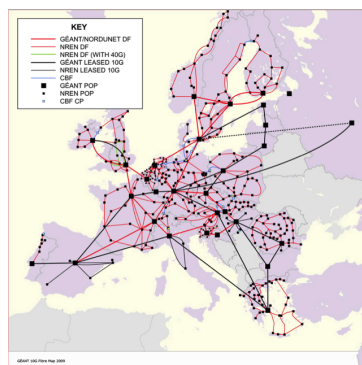 KEY
GÉANT/NORDUNET DF
NREN DF
NREN DF (WITH 40G)
GÉANT LEASED 10G
NREN LEASED 10G
CBF
GÉANT POP
NREN POP
CBF CP
GÉANT 10G Fibre Map 2009